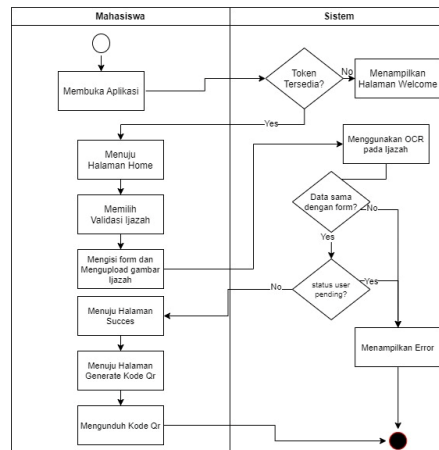 Mahasiswa
Sistem
Membuka Aplikasi
Token
Tersedia?
No
Menampilkan
Halaman Welcome
Yes
Menuju
Halaman Home
Menggunakan OCR
pada Ijazah
Memilih
Validasi Ijazah
Data sama
dengan form?
No
Mengisi form dan
Mengupload gambar
Ijazah
Yes
status user
pending?
Yes
No
Menuju Halaman
Succes
Menampilkan Error
Menuju Halaman
Generate Kode Qr
Mengunduh Kode Qr